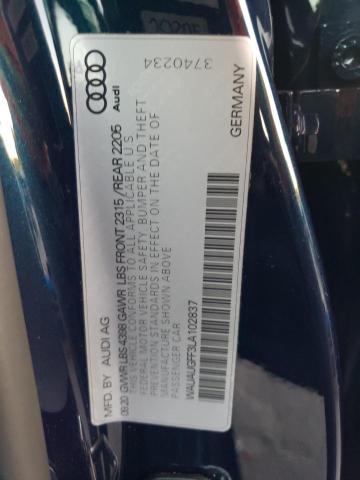 3740234
Audi
GERMANY
MFD. BY AUDI AG
09.20 GVWR LBS 4398 GAWR LBS FRONT 2315 / REAR 2205
THIS VEHICLE CONFORMS TO ALL APPLICABLE U S
FEDERAL MOTOR VEHICLE SAFETY, BUMPER AND THEFT
PREVENTION STANDARDS IN EFFECT ON THE DATE OF
MANUFACTURE SHOWN ABOVE
PASSENGER CAR
WAUAUGFF3LA102837